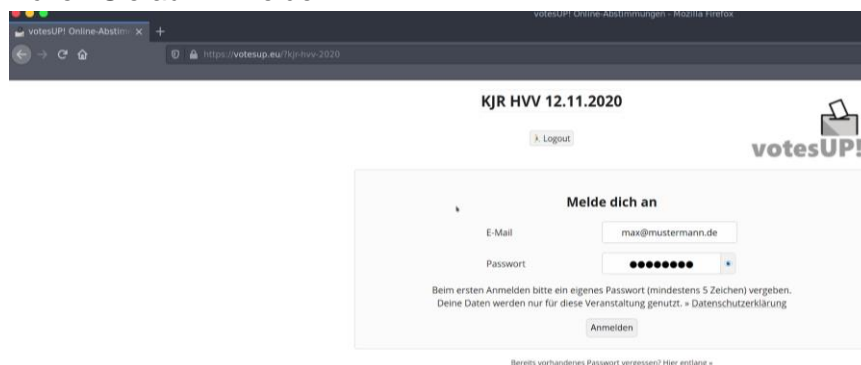 votesUP! Online-Abstimmungen - Mozilla Firefox
votesUP! Online-Abstim
https://votesup.eu/?kjr-hvv-2020
KJR HVV 12.11.2020
Logout
votesUP!
Melde dich an
E-Mail
max@mustermann.de
Passwort
Beim ersten Anmelden bitte ein eigenes Passwort (mindestens 5 Zeichen) vergeben.
Deine Daten werden nur für diese Veranstaltung genutzt. » Datenschutzerklärung
Anmelden
Bereits vorhandenes Passwort vergessen? Hier entlang »